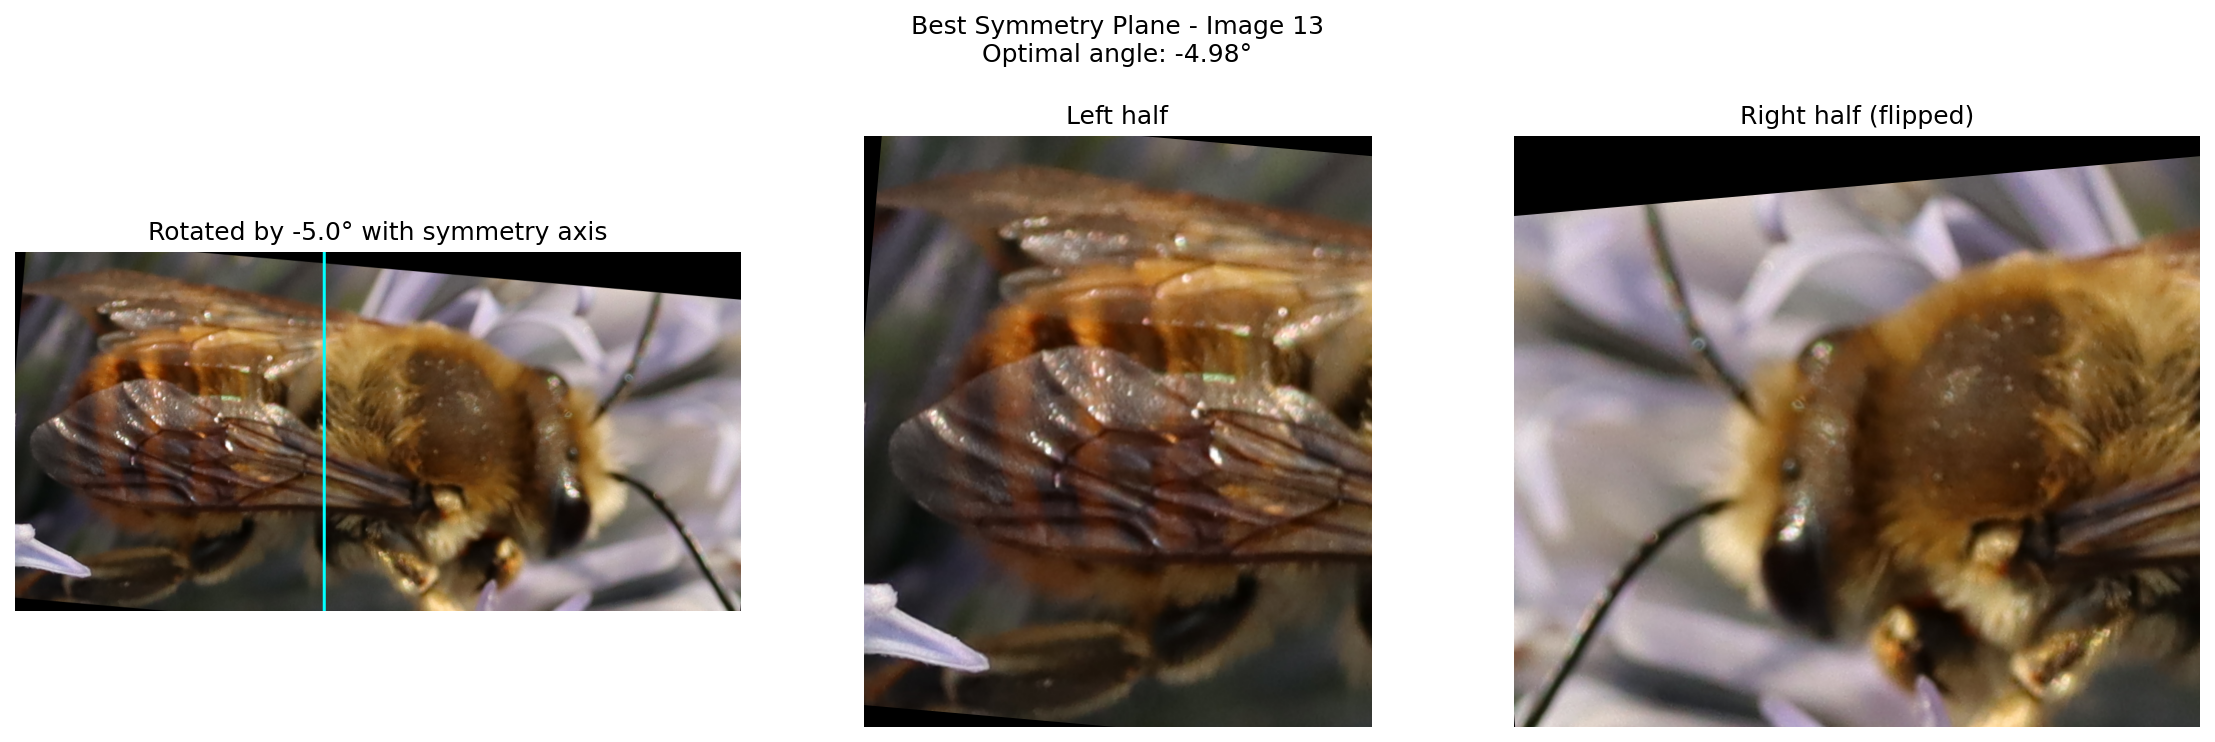 Best Symmetry Plane - Image 13
Optimal angle: -4.98°
Rotated by -5.0° with symmetry axis
Left half
Right half (flipped)